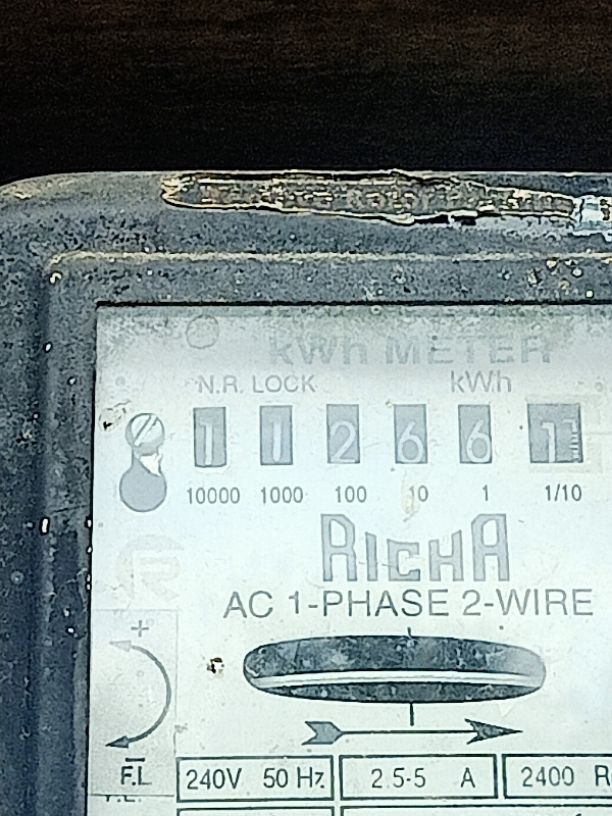 kWh METER
N.R. LOCK kWh
1 1 2 6 6 1
10000 1000 100 10 1 1/10
RICHA
AC 1-PHASE 2-WIRE
+
-
F.L
240V 50 Hz. 2.5-5 A 2400